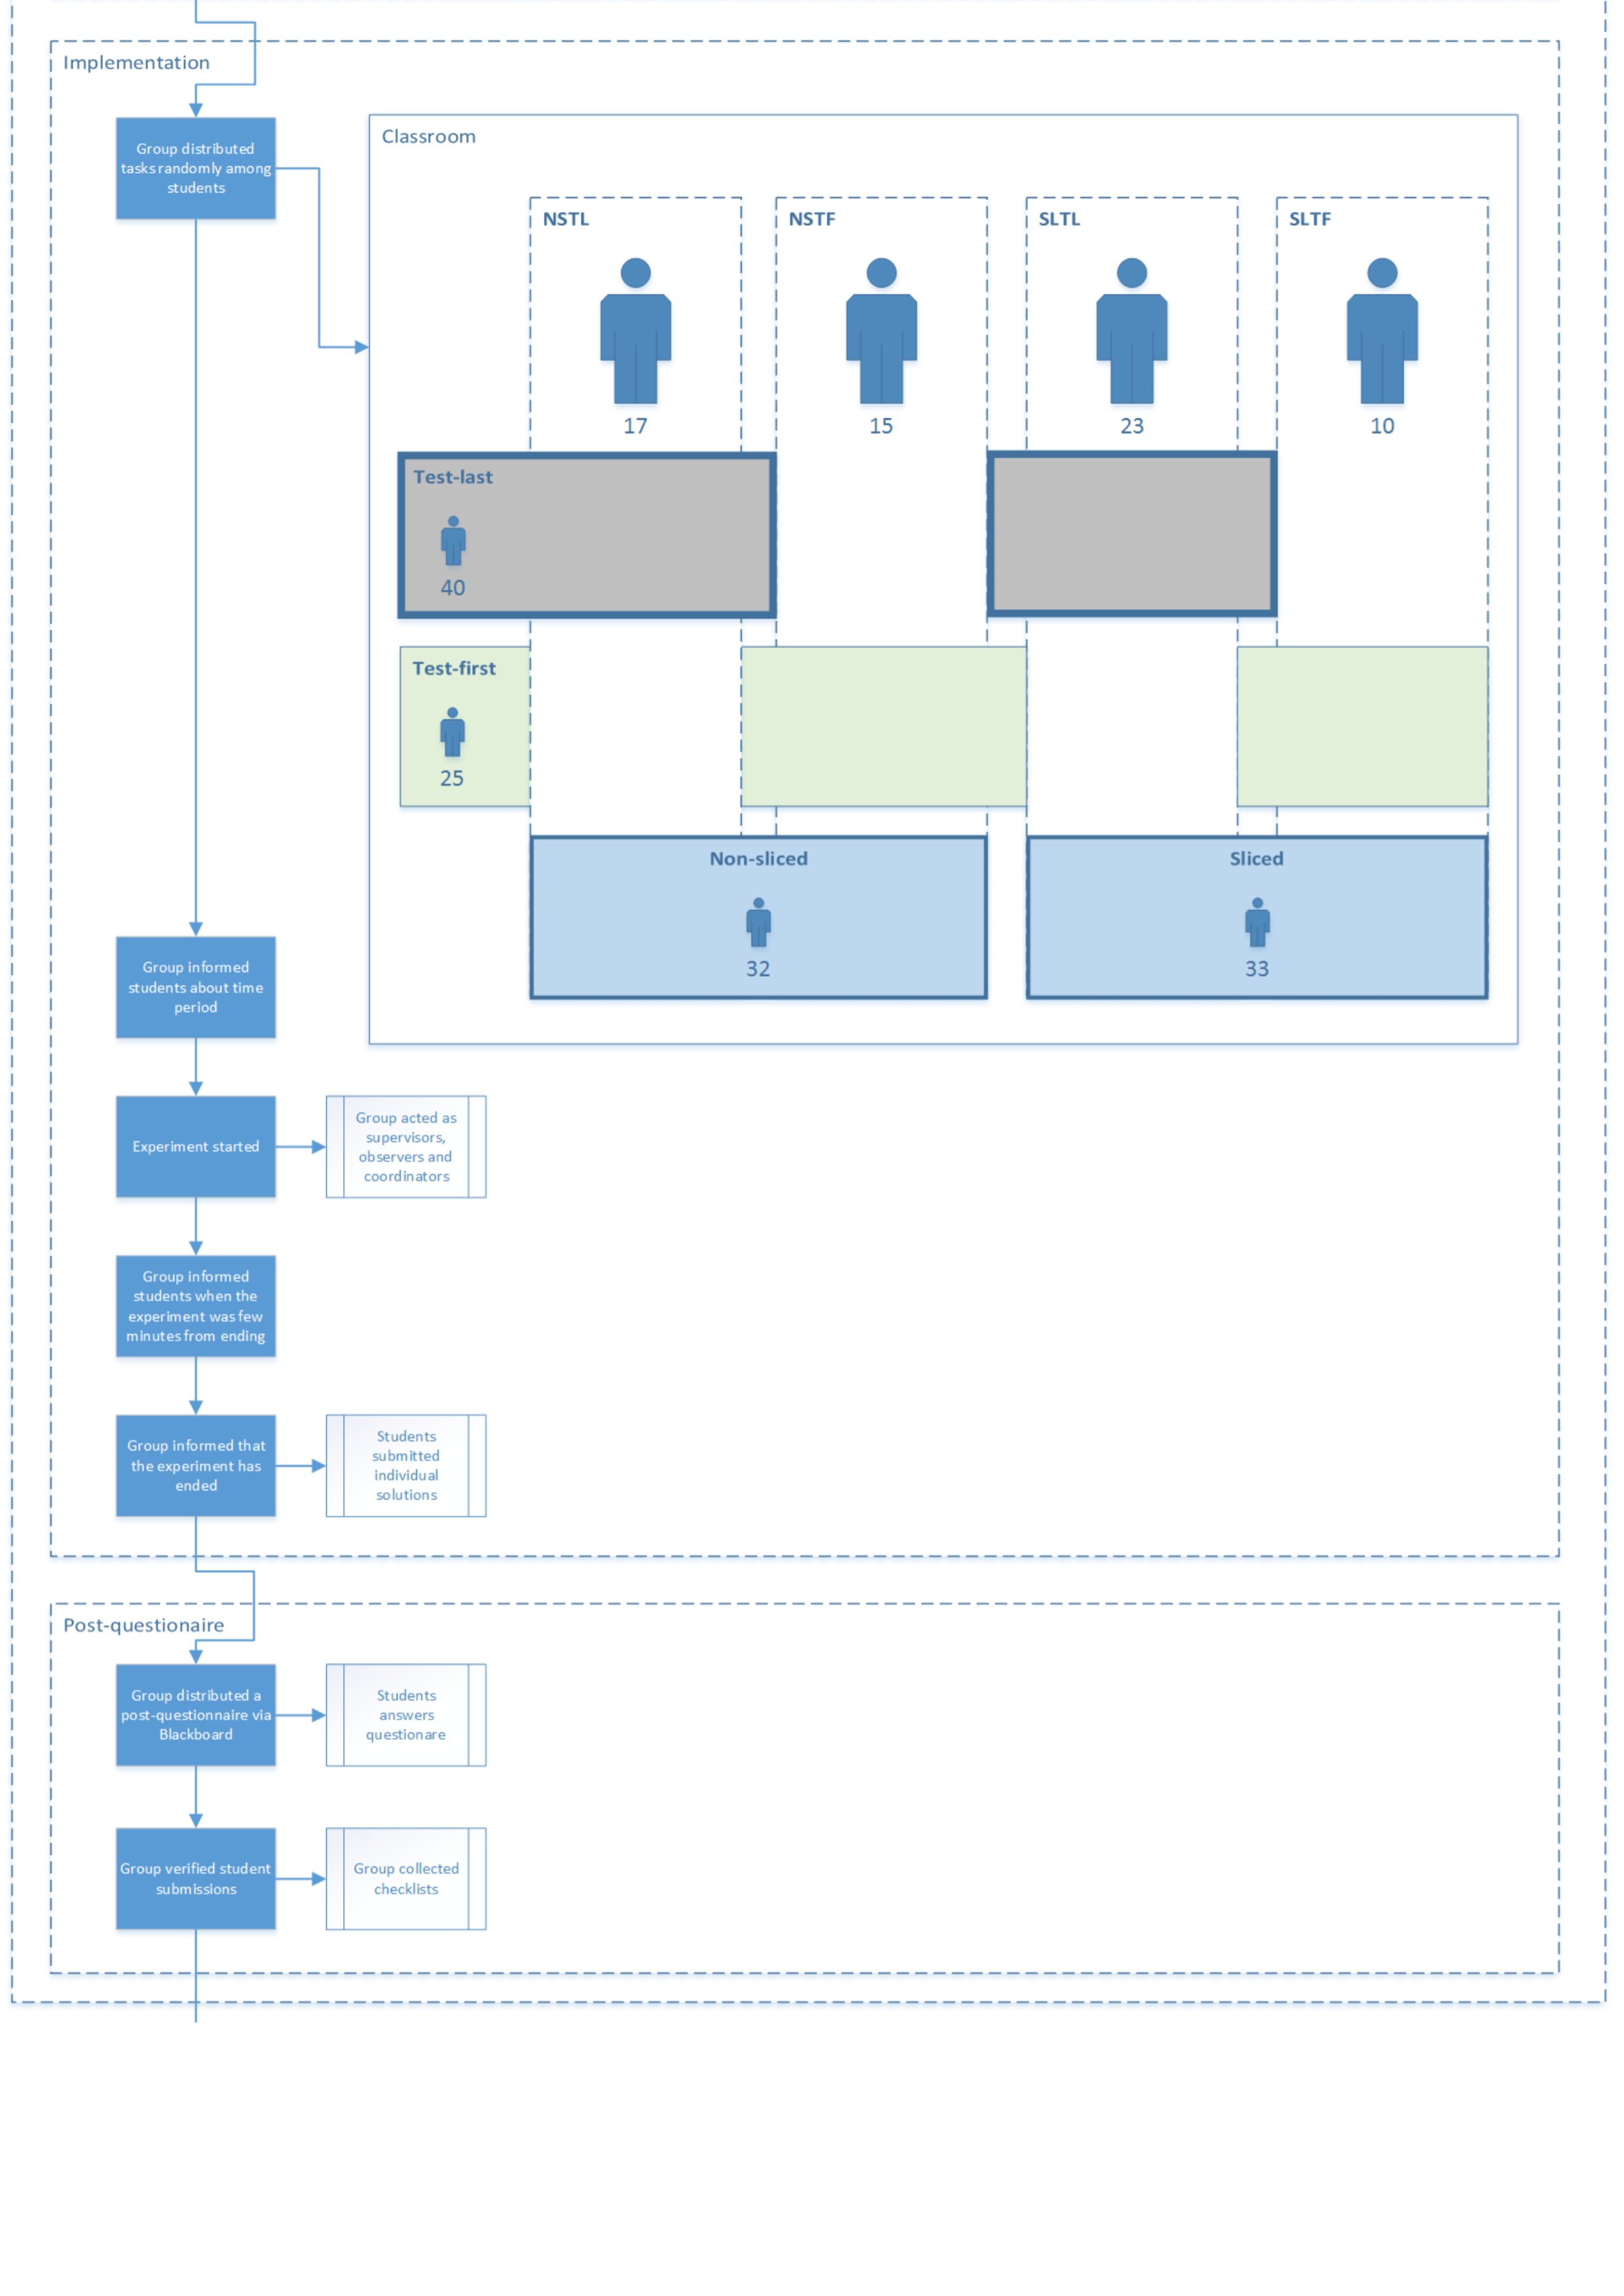 Implementation
Group distributed
tasks randomly among
students
Classroom
NSTL
NSTF
SLTL
SLTF
17
15
23
10
Test-last
40
Test-first
25
Non-sliced
32
Sliced
33
Group informed
students about time
period
Experiment started
Group acted as
supervisors,
observers and
coordinators
Group informed
students when the
experiment was few
minutes from ending
Group informed that
the experiment has
ended
Students
submitted
individual
solutions
Post-questionaire
Group distributed a
post-questionnaire via
Blackboard
Students
answers
questionare
Group verified student
submissions
Group collected
checklists